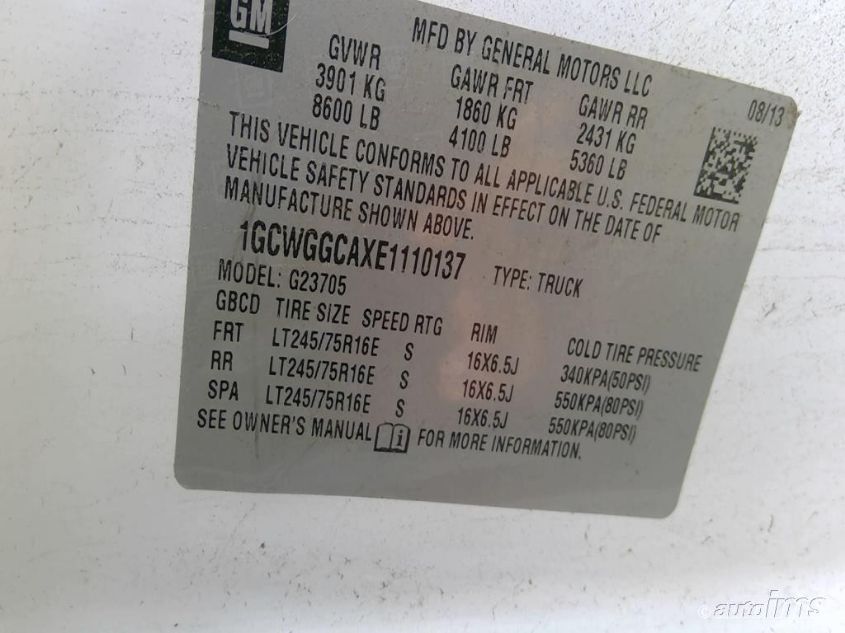 GM
MFD BY GENERAL MOTORS LLC
08/13
GVWR GAWR FRT GAWR RR
3901 KG 1860 KG 2431 KG
8600 LB 4100 LB 5360 LB
THIS VEHICLE CONFORMS TO ALL APPLICABLE U.S. FEDERAL MOTOR
VEHICLE SAFETY STANDARDS IN EFFECT ON THE DATE OF
MANUFACTURE SHOWN ABOVE.
1GCWGGCAXE1110137 TYPE: TRUCK
MODEL: G23705
GBCD TIRE SIZE SPEED RTG RIM COLD TIRE PRESSURE
FRT LT245/75R16E S 16X6.5J 340KPA(50PSI)
RR LT245/75R16E S 16X6.5J 550KPA(80PSI)
SPA LT245/75R16E S 16X6.5J 550KPA(80PSI)
SEE OWNER'S MANUAL FOR MORE INFORMATION.
©autoims